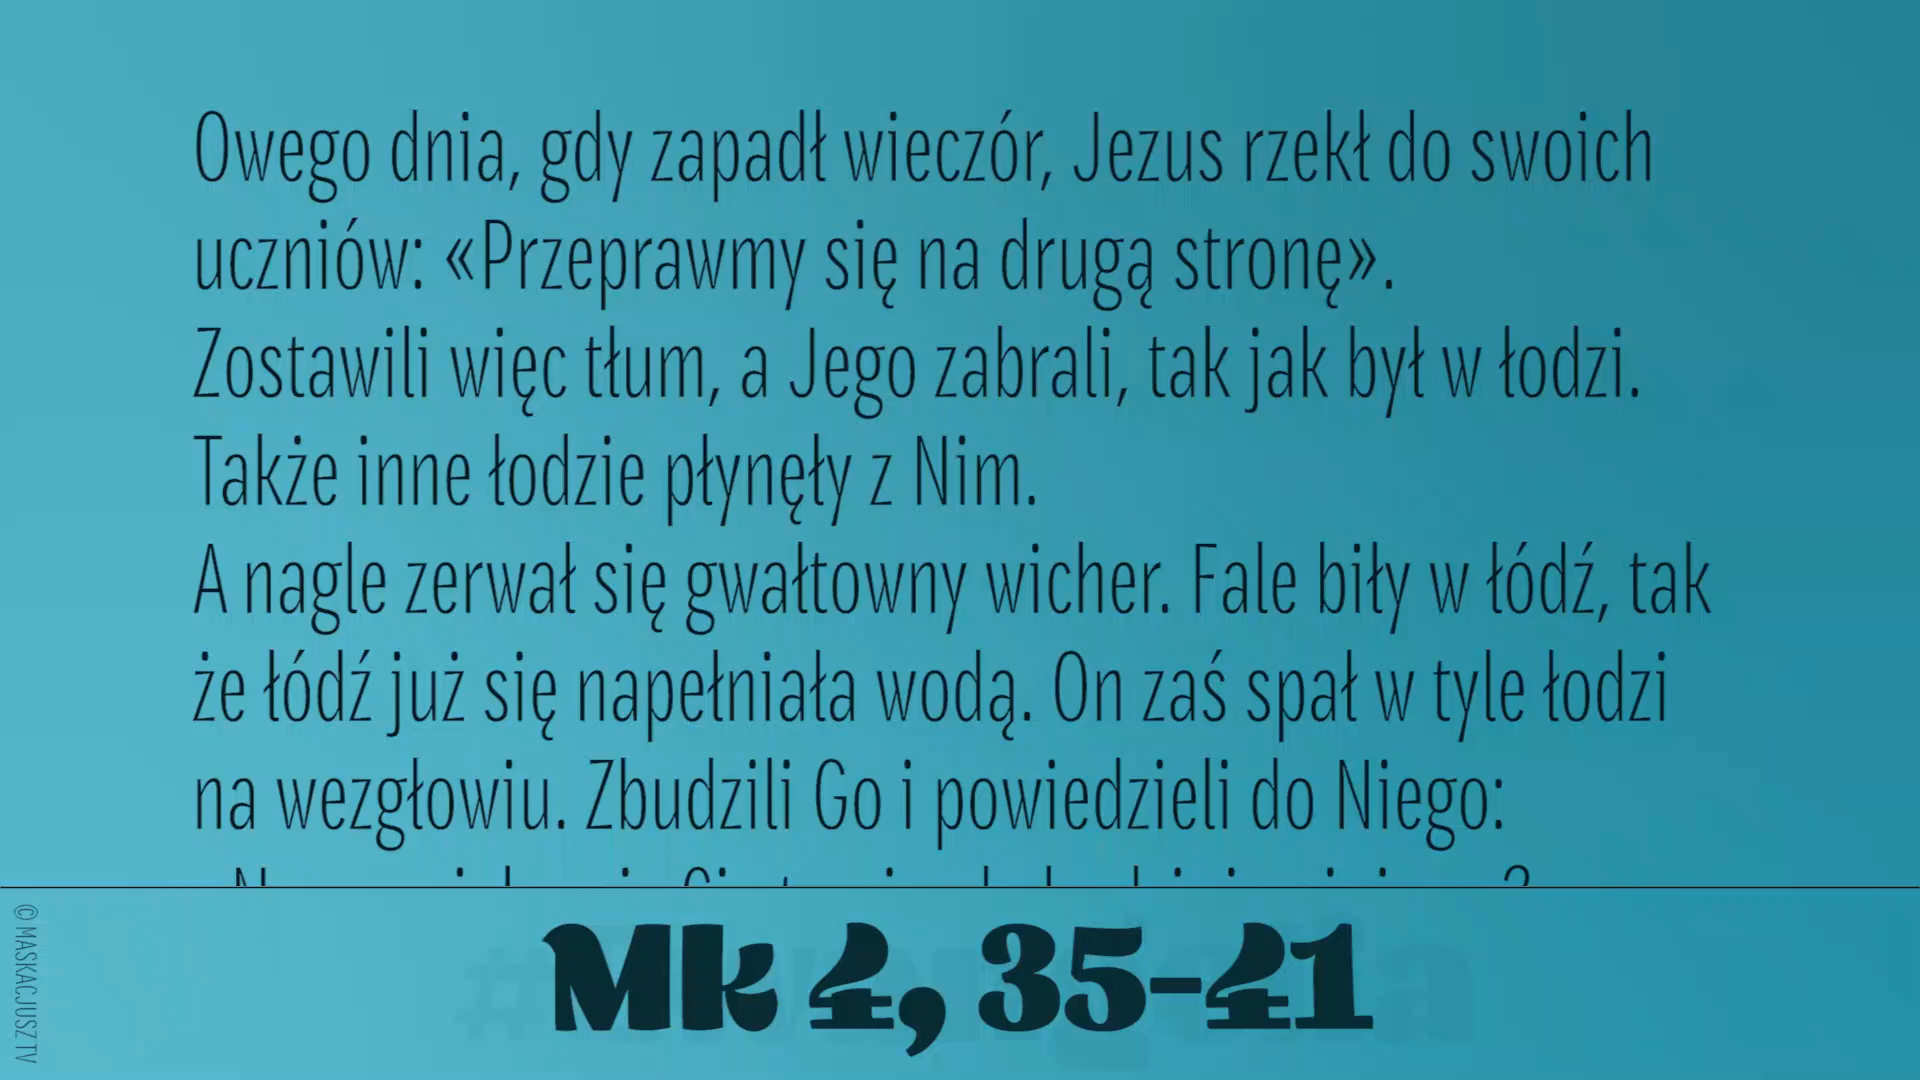 Owego dnia, gdy zapadł wieczór, Jezus rzekł do swoich
uczniów: «Przeprawmy się na drugą stronę».
Zostawili więc tłum, a Jego zabrali, tak jak był w łodzi.
Także inne łodzie płynęły z Nim.
A nagle zerwał się gwałtowny wicher. Fale biły w łódź, tak
że łódź już się napełniała wodą. On zaś spał w tyle łodzi
na wezgłowiu. Zbudzili Go i powiedzieli do Niego:
Mk 4, 35-41
© MASKACJUSZ TV